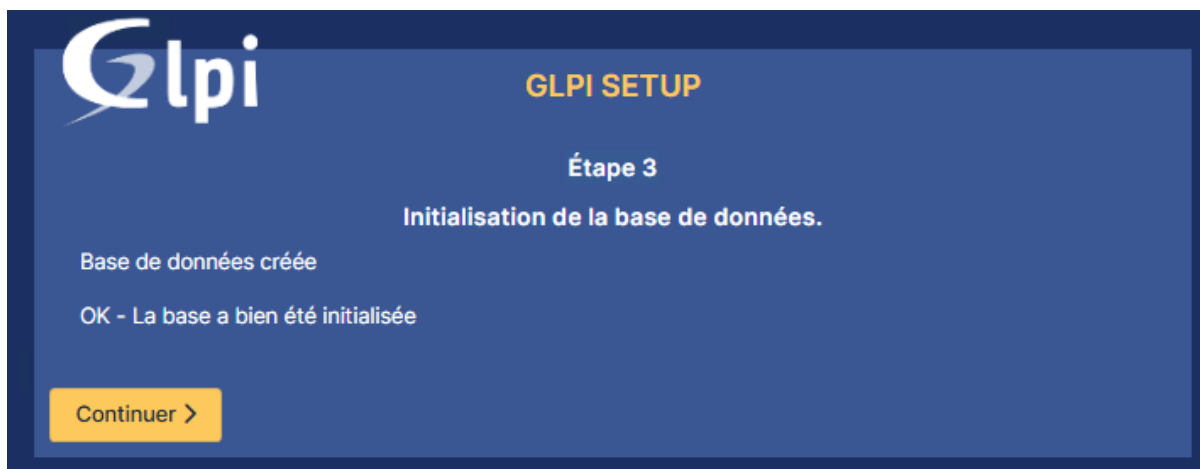 Glpi
GLPI SETUP
Étape 3
Initialisation de la base de données.
Base de données créée
OK - La base a bien été initialisée
Continuer >